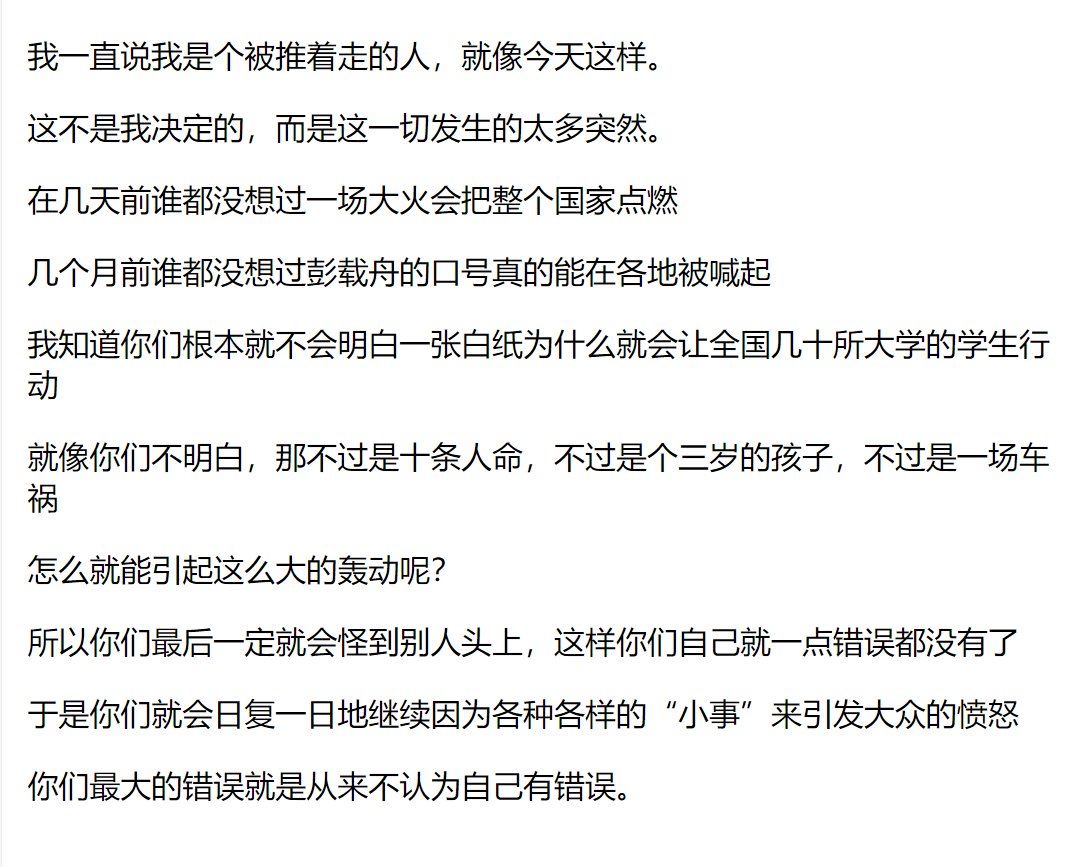 我一直说我是个被推着走的人，就像今天这样。
这不是我决定的，而是这一切发生的太多突然。
在几天前谁都没想过一场大火会把整个国家点燃
几个月前谁都没想过彭载舟的口号真的能在各地被喊起
我知道你们根本就不会明白一张白纸为什么就会让全国几十所大学的学生行
动
就像你们不明白，那不过是十条人命，不过是个三岁的孩子，不过是一场车
祸
怎么就能引起这么大的轰动呢？
所以你们最后一定就会怪到别人头上，这样你们自己就一点错误都没有了
于是你们就会日复一日地继续因为各种各样的“小事”来引发大众的愤怒
你们最大的错误就是从来不认为自己有错误。